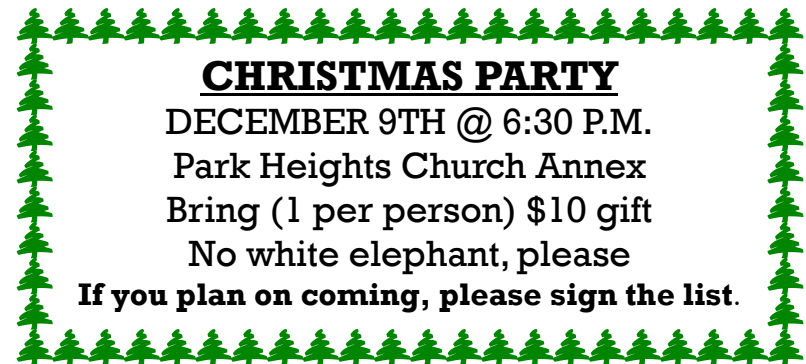 CHRISTMAS PARTY
DECEMBER 9TH @ 6:30 P.M.
Park Heights Church Annex
Bring (1 per person) $10 gift
No white elephant, please
If you plan on coming, please sign the list.